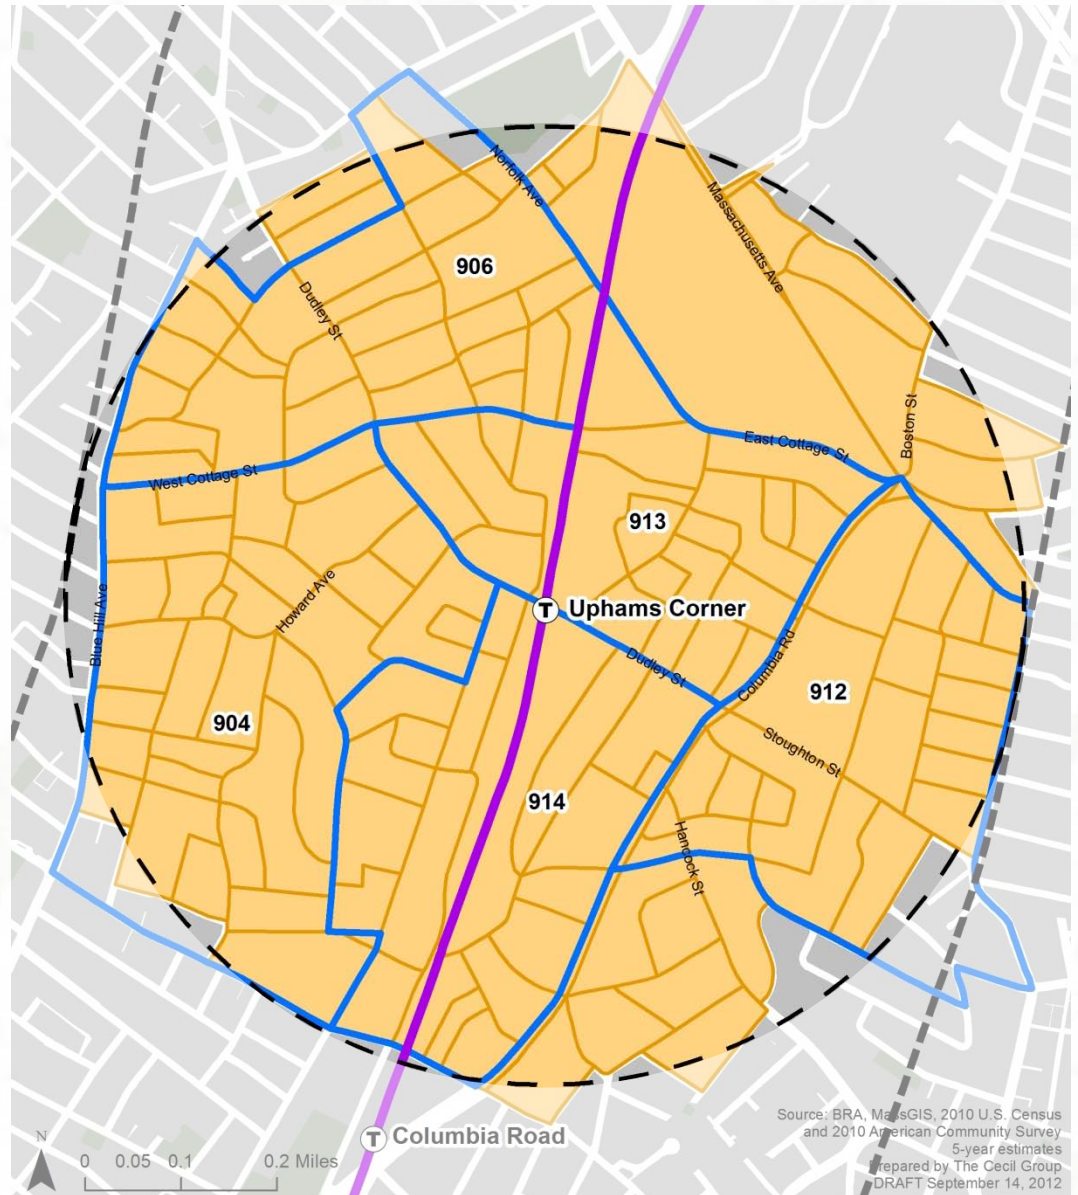 Norfolk Ave
Massachusetts Ave
906
Dudley St
Boston St
East Cottage St
West Cottage St
913
Howard Ave
Blue Hill Ave
T Uphams Corner
Dudley St
Columbia Rd
912
904
Stoughton St
914
Hancock St
T Columbia Road
N
0 0.05 0.1 0.2 Miles
Source: BRA, MassGIS, 2010 U.S. Census
and 2010 American Community Survey
5-year estimates
Prepared by The Cecil Group
DRAFT September 14, 2012